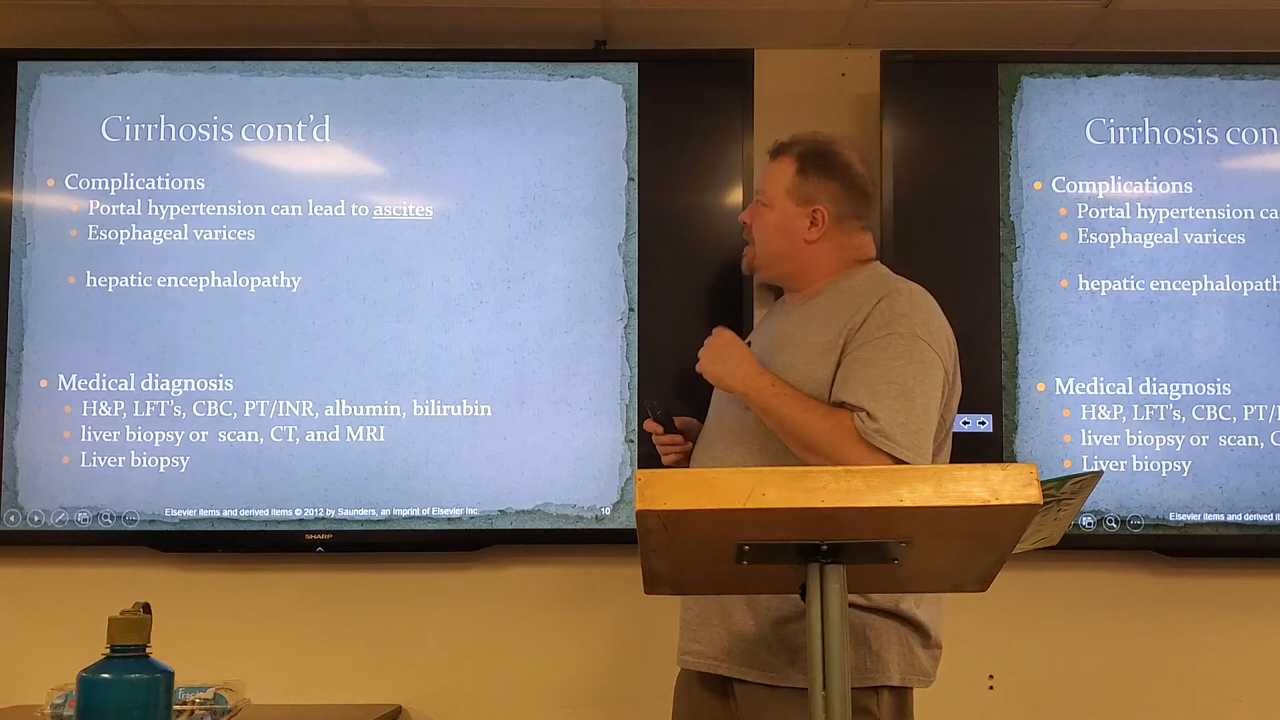 Cirrhosis cont'd
Complications
Portal hypertension can lead to ascites
Esophageal varices
hepatic encephalopathy
Medical diagnosis
H&P, LFT's, CBC, PT/INR, albumin, bilirubin
liver biopsy or scan, CT, and MRI
Liver biopsy
Elsevier items and derived items © 2012 by Saunders, an imprint of Elsevier Inc.
10
SHARP
Cirrhosis con
Complications
Portal hypertension ca
Esophageal varices
hepatic encephalopath
Medical diagnosis
H&P, LFT's, CBC, PT/I
liver biopsy or scan, C
Liver biopsy
Elsevier items and derived it